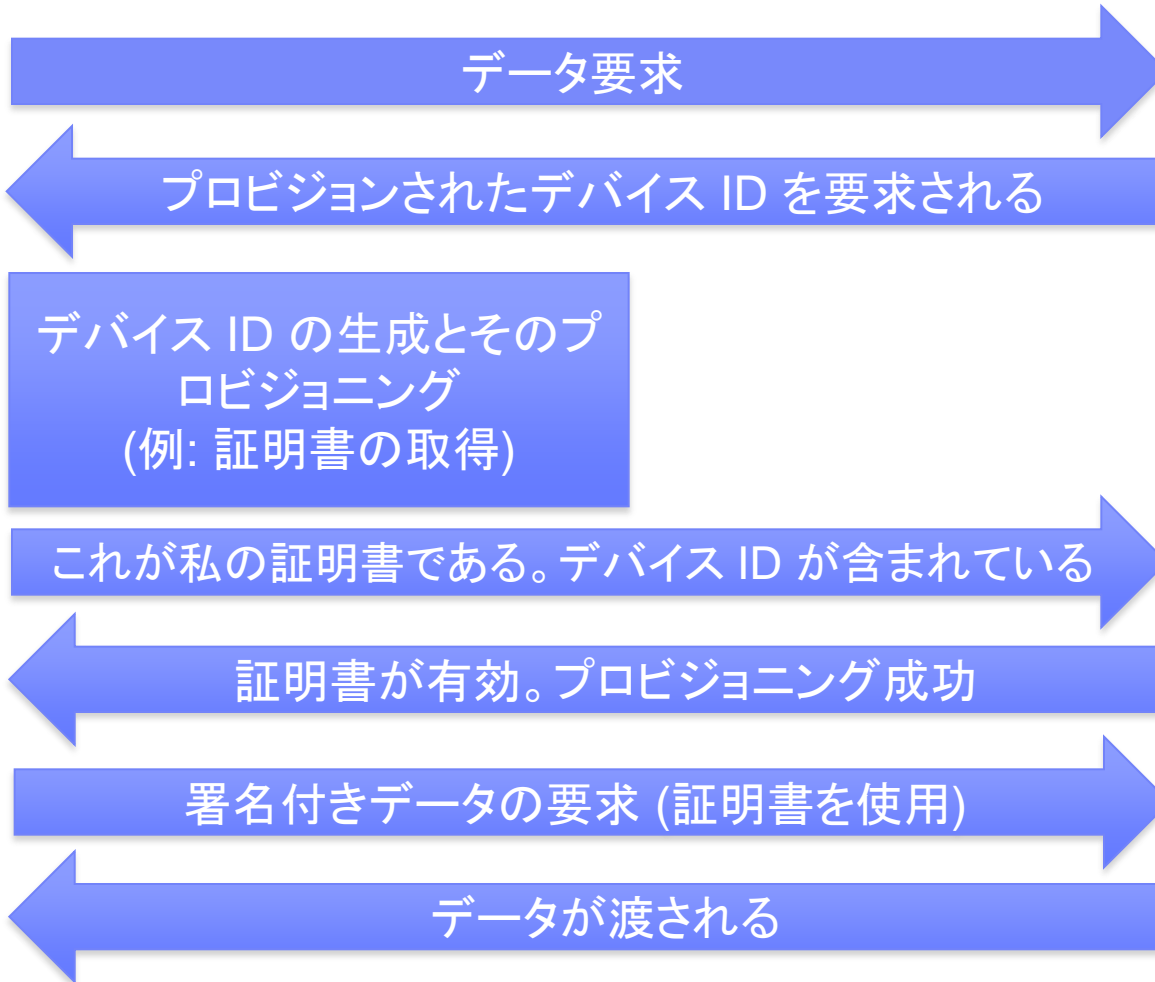 データ要求
プロビジョンされたデバイス ID を要求される
デバイス ID の生成とそのプ
ロビジョニング
(例: 証明書の取得)
これが私の証明書である。デバイス ID が含まれている
証明書が有効。プロビジョニング成功
署名付きデータの要求 (証明書を使用)
データが渡される